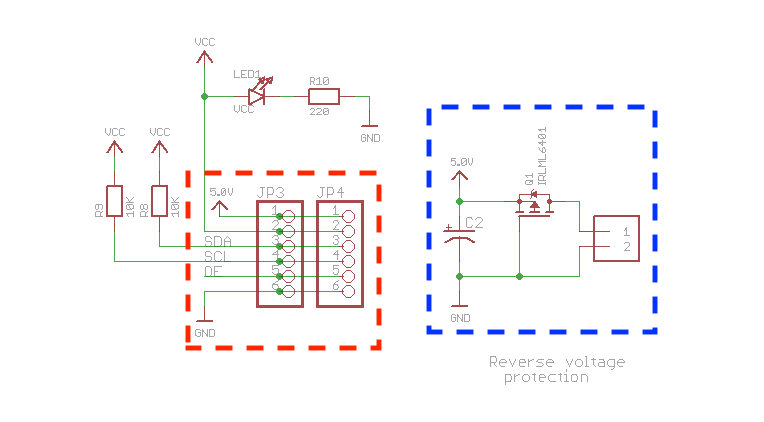 VCC
LED1
VCC
R10
220
GND
VCC
VCC
R9
10K
R8
10K
5.0V
JP3
JP4
1
2
3
4
5
6
1
2
3
4
5
6
SDA
SCL
DF
GND
5.0V
Q1
IRLML6401
+
C2
1
2
GND
Reverse voltage
protection